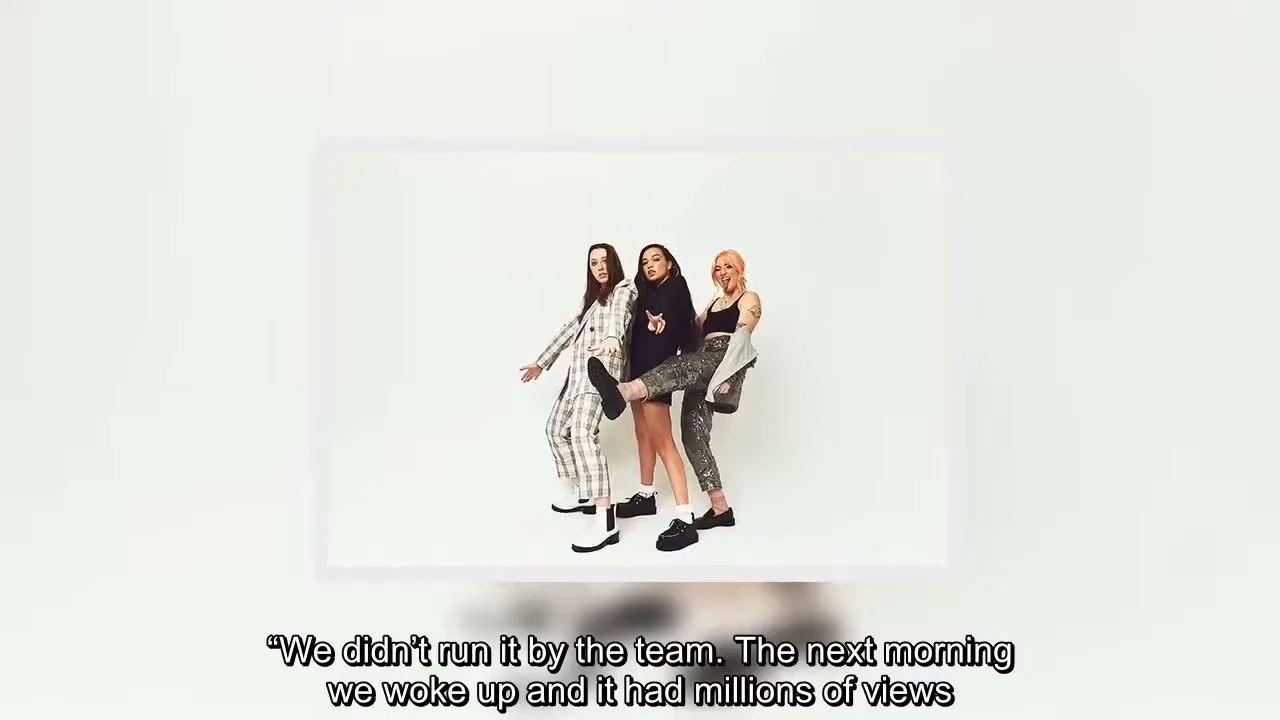 “We didn’t run it by the team. The next morning
we woke up and it had millions of views